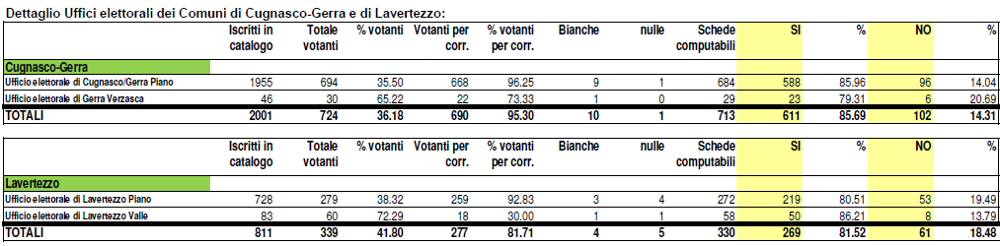 Dettaglio Uffici elettorali dei Comuni di Cugnasco-Gerra e di Lavertezzo:
Iscritti in catalogo Totale votanti % votanti Votanti per corr. % votanti per corr. Bianche nulle Schede computabili SI % NO %
Cugnasco-Gerra
Ufficio elettorale di Cugnasco/Gerra Piano 1955 694 35.50 668 96.25 9 1 684 588 85.96 96 14.04
Ufficio elettorale di Gerra Verzasca 46 30 65.22 22 73.33 1 0 29 23 79.31 6 20.69
TOTALI 2001 724 36.18 690 95.30 10 1 713 611 85.69 102 14.31
Iscritti in catalogo Totale votanti % votanti Votanti per corr. % votanti per corr. Bianche nulle Schede computabili SI % NO %
Lavertezzo
Ufficio elettorale di Lavertezzo Piano 728 279 38.32 259 92.83 3 4 272 219 80.51 53 19.49
Ufficio elettorale di Lavertezzo Valle 83 60 72.29 18 30.00 1 1 58 50 86.21 8 13.79
TOTALI 811 339 41.80 277 81.71 4 5 330 269 81.52 61 18.48